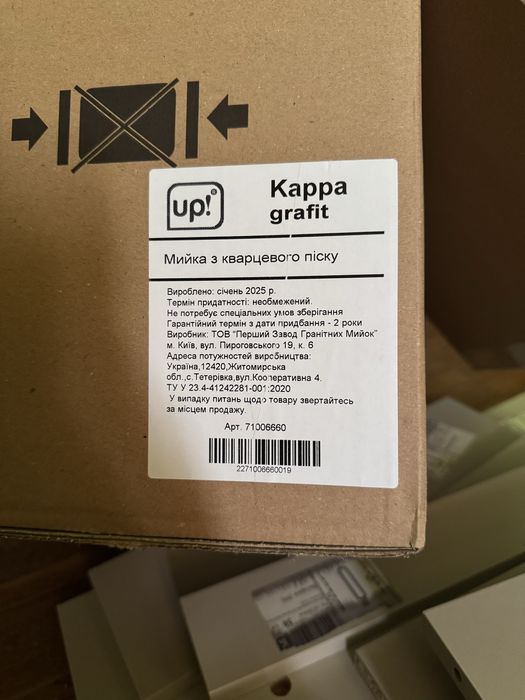 up!
Kappa
grafit
Мийка з кварцевого піску
Вироблено: січень 2025 р.
Термін придатності: необмежений.
Не потребує спеціальних умов зберігання
Гарантійний термін з дати придбання - 2 роки
Виробник: ТОВ "Перший Завод Гранітних Мийок"
м. Київ, вул. Пироговського 19, к. 6
Адреса потужностей виробництва:
Україна,12420,Житомирська
обл.,с.Тетерівка,вул.Кооперативна 4.
ТУ У 23.4-41242281-001:2020
У випадку питань щодо товару звертайтесь
за місцем продажу.
Арт. 71006660
2271006660019